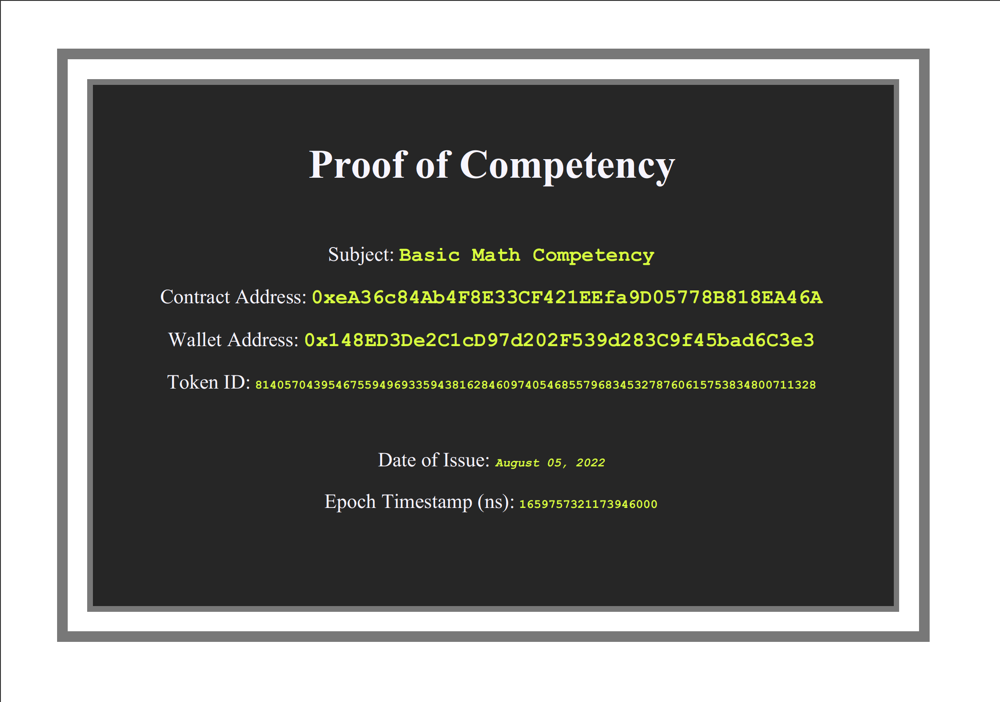 Proof of Competency
Subject: Basic Math Competency
Contract Address: 0xeA36c84Ab4F8E33CF421EEfa9D05778B818EA46A
Wallet Address: 0x148ED3De2C1cD97d202F539d283C9f45bad6C3e3
Token ID: 81405704395467559496933594381628460974054685579683453278760615753834800711328
Date of Issue: August 05, 2022
Epoch Timestamp (ns): 1659757321173946000